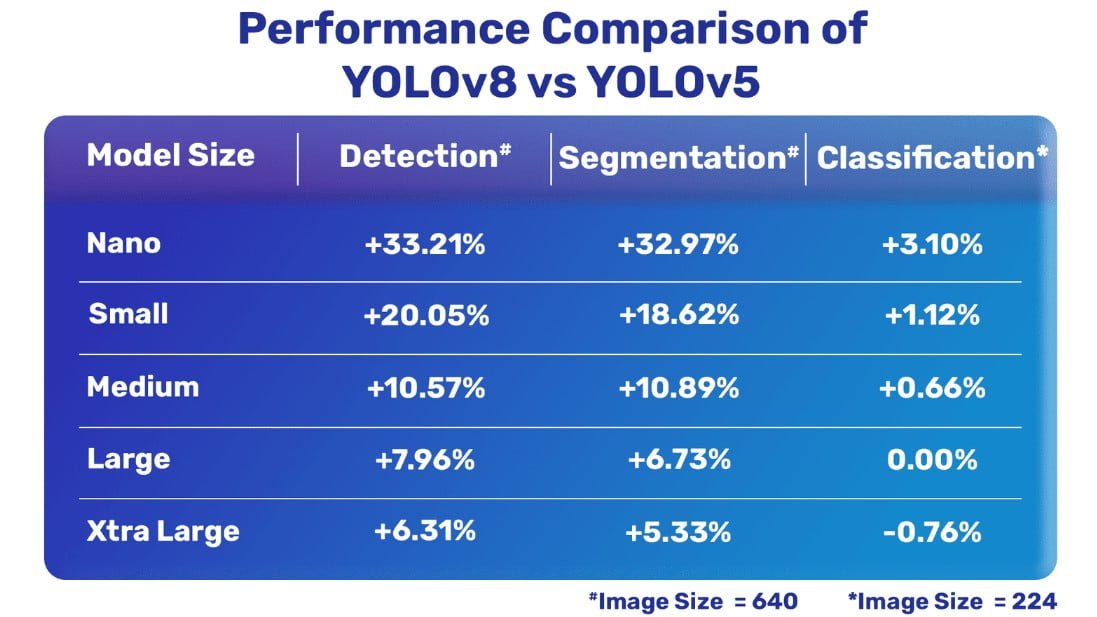 Performance Comparison of
YOLOv8 vs YOLOv5
Model Size Detection# Segmentation# Classification*
Nano +33.21% +32.97% +3.10%
Small +20.05% +18.62% +1.12%
Medium +10.57% +10.89% +0.66%
Large +7.96% +6.73% 0.00%
Xtra Large +6.31% +5.33% -0.76%
#Image Size = 640 *Image Size = 224